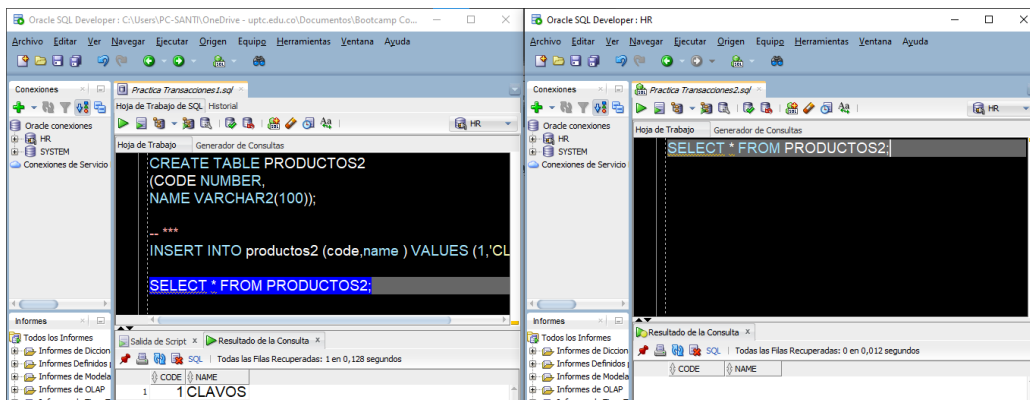 Oracle SQL Developer : C:\Users\PC-SANTI\OneDrive - uptc.edu.co\Documentos\Bootcamp Co...
Archivo Editar Ver Navegar Ejecutar Origen Equipo Herramientas Ventana Ayuda
Conexiones
Practica Transacciones1.sql
Hoja de Trabajo de SQL Historial
Oracle conexiones
HR
SYSTEM
Conexiones de Servicio
HR
Hoja de Trabajo Generador de Consultas
CREATE TABLE PRODUCTOS2
(CODE NUMBER,
NAME VARCHAR2(100));
-- ***
INSERT INTO productos2 (code,name ) VALUES (1,'CL
SELECT * FROM PRODUCTOS2;
Informes
Todos los Informes
Informes de Diccion
Informes Definidos
Informes de Modela
Informes de OLAP
Salida de Script Resultado de la Consulta
SQL | Todas las Filas Recuperadas: 1 en 0,128 segundos
CODE NAME
1 1 CLAVOS
Oracle SQL Developer : HR
Archivo Editar Ver Navegar Ejecutar Origen Equipo Herramientas Ventana Ayuda
Conexiones
Practica Transacciones2.sql
Oracle conexiones
HR
SYSTEM
Conexiones de Servicio
HR
Hoja de Trabajo Generador de Consultas
SELECT * FROM PRODUCTOS2;
Informes
Todos los Informes
Informes de Diccion
Informes Definidos
Informes de Modela
Informes de OLAP
Resultado de la Consulta
SQL | Todas las Filas Recuperadas: 0 en 0,012 segundos
CODE NAME